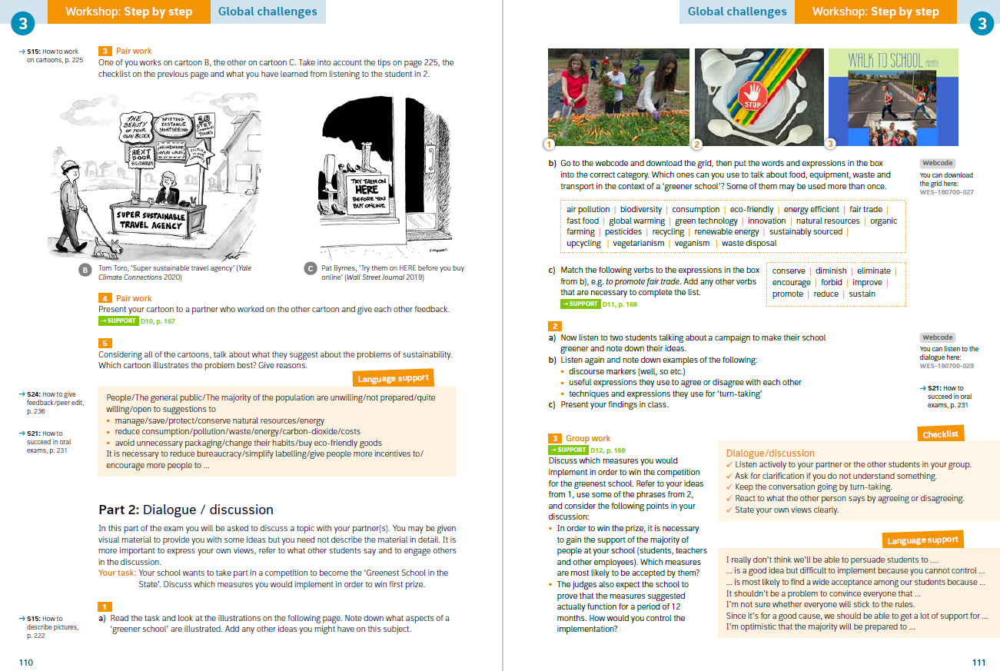 3
Workshop: Step by step
Global challenges
→ S15: How to work
on cartoons, p. 225
3 Pair work
One of you works on cartoon B, the other on cartoon C. Take into account the tips on page 225, the
checklist on the previous page and what you have learned from listening to the student in 2.
THE
BEAUTY
OF YOUR
OWN BLOCK
SPITTING
DISTANCE
SIGHTSEEING
10
STEP
TOURS
NEXT
DOOR
DISCOVERIES
NEIGHBORHOOD
NATURE WALKS
CULTURE
SUPER SUSTAINABLE
TRAVEL AGENCY
TORO
TRY THEM ON
HERE
BEFORE YOU
BUY ONLINE
B
Tom Toro, ‘Super sustainable travel agency’ (Yale
Climate Connections 2020)
C
Pat Byrnes, ‘Try them on HERE before you buy
online’ (Wall Street Journal 2019)
4 Pair work
Present your cartoon to a partner who worked on the other cartoon and give each other feedback.
→ SUPPORT D10, p. 167
5
Considering all of the cartoons, talk about what they suggest about the problems of sustainability.
Which cartoon illustrates the problem best? Give reasons.
Language support
→ S24: How to give
feedback/peer edit,
p. 236
→ S21: How to
succeed in oral
exams, p. 231
People/The general public/The majority of the population are unwilling/not prepared/quite
willing/open to suggestions to
• manage/save/protect/conserve natural resources/energy
• reduce consumption/pollution/waste/energy/carbon-dioxide/costs
• avoid unnecessary packaging/change their habits/buy eco-friendly goods
It is necessary to reduce bureaucracy/simplify labelling/give people more incentives to/
encourage more people to ...
Part 2: Dialogue / discussion
In this part of the exam you will be asked to discuss a topic with your partner(s). You may be given
visual material to provide you with some ideas but you need not describe the material in detail. It is
more important to express your own views, refer to what other students say and to engage others
in the discussion.
Your task: Your school wants to take part in a competition to become the ‘Greenest School in the
State’. Discuss which measures you would implement in order to win first prize.
1
→ S15: How to
describe pictures,
p. 222
a) Read the task and look at the illustrations on the following page. Note down what aspects of a
‘greener school’ are illustrated. Add any other ideas you might have on this subject.
110
Global challenges
Workshop: Step by step
3
STOP
WALK TO SCHOOL MONTH
1
2
3
b) Go to the webcode and download the grid, then put the words and expressions in the box
into the correct category. Which ones can you use to talk about food, equipment, waste and
transport in the context of a ‘greener school’? Some of them may be used more than once.
Webcode
You can download
the grid here:
WES-180700-027
air pollution | biodiversity | consumption | eco-friendly | energy efficient | fair trade |
fast food | global warming | green technology | innovation | natural resources | organic
farming | pesticides | recycling | renewable energy | sustainably sourced |
upcycling | vegetarianism | veganism | waste disposal
c) Match the following verbs to the expressions in the box
from b), e.g. to promote fair trade. Add any other verbs
that are necessary to complete the list.
→ SUPPORT D11, p. 168
conserve | diminish | eliminate |
encourage | forbid | improve |
promote | reduce | sustain
2
a) Now listen to two students talking about a campaign to make their school
greener and note down their ideas.
b) Listen again and note down examples of the following:
• discourse markers (well, so etc.)
• useful expressions they use to agree or disagree with each other
• techniques and expressions they use for ‘turn-taking’
c) Present your findings in class.
Webcode
You can listen to the
dialogue here:
WES-180700-028
→ S21: How to
succeed in oral
exams, p. 231
3 Group work
→ SUPPORT D12, p. 168
Discuss which measures you would
implement in order to win the competition
for the greenest school. Refer to your ideas
from 1, use some of the phrases from 2,
and consider the following points in your
discussion:
• In order to win the prize, it is necessary
to gain the support of the majority of
people at your school (students, teachers
and other employees). Which measures
are most likely to be accepted by them?
• The judges also expect the school to
prove that the measures suggested
actually function for a period of 12
months. How would you control the
implementation?
Checklist
Dialogue/discussion
✓ Listen actively to your partner or the other students in your group.
✓ Ask for clarification if you do not understand something.
✓ Keep the conversation going by turn-taking.
✓ React to what the other person says by agreeing or disagreeing.
✓ State your own views clearly.
Language support
I really don’t think we’ll be able to persuade students to ....
... is a good idea but difficult to implement because you cannot control ...
... is most likely to find a wide acceptance among our students because ...
It shouldn’t be a problem to convince everyone that ...
I’m not sure whether everyone will stick to the rules.
Since it’s for a good cause, we should be able to get a lot of support for ...
I’m optimistic that the majority will be prepared to ...
111